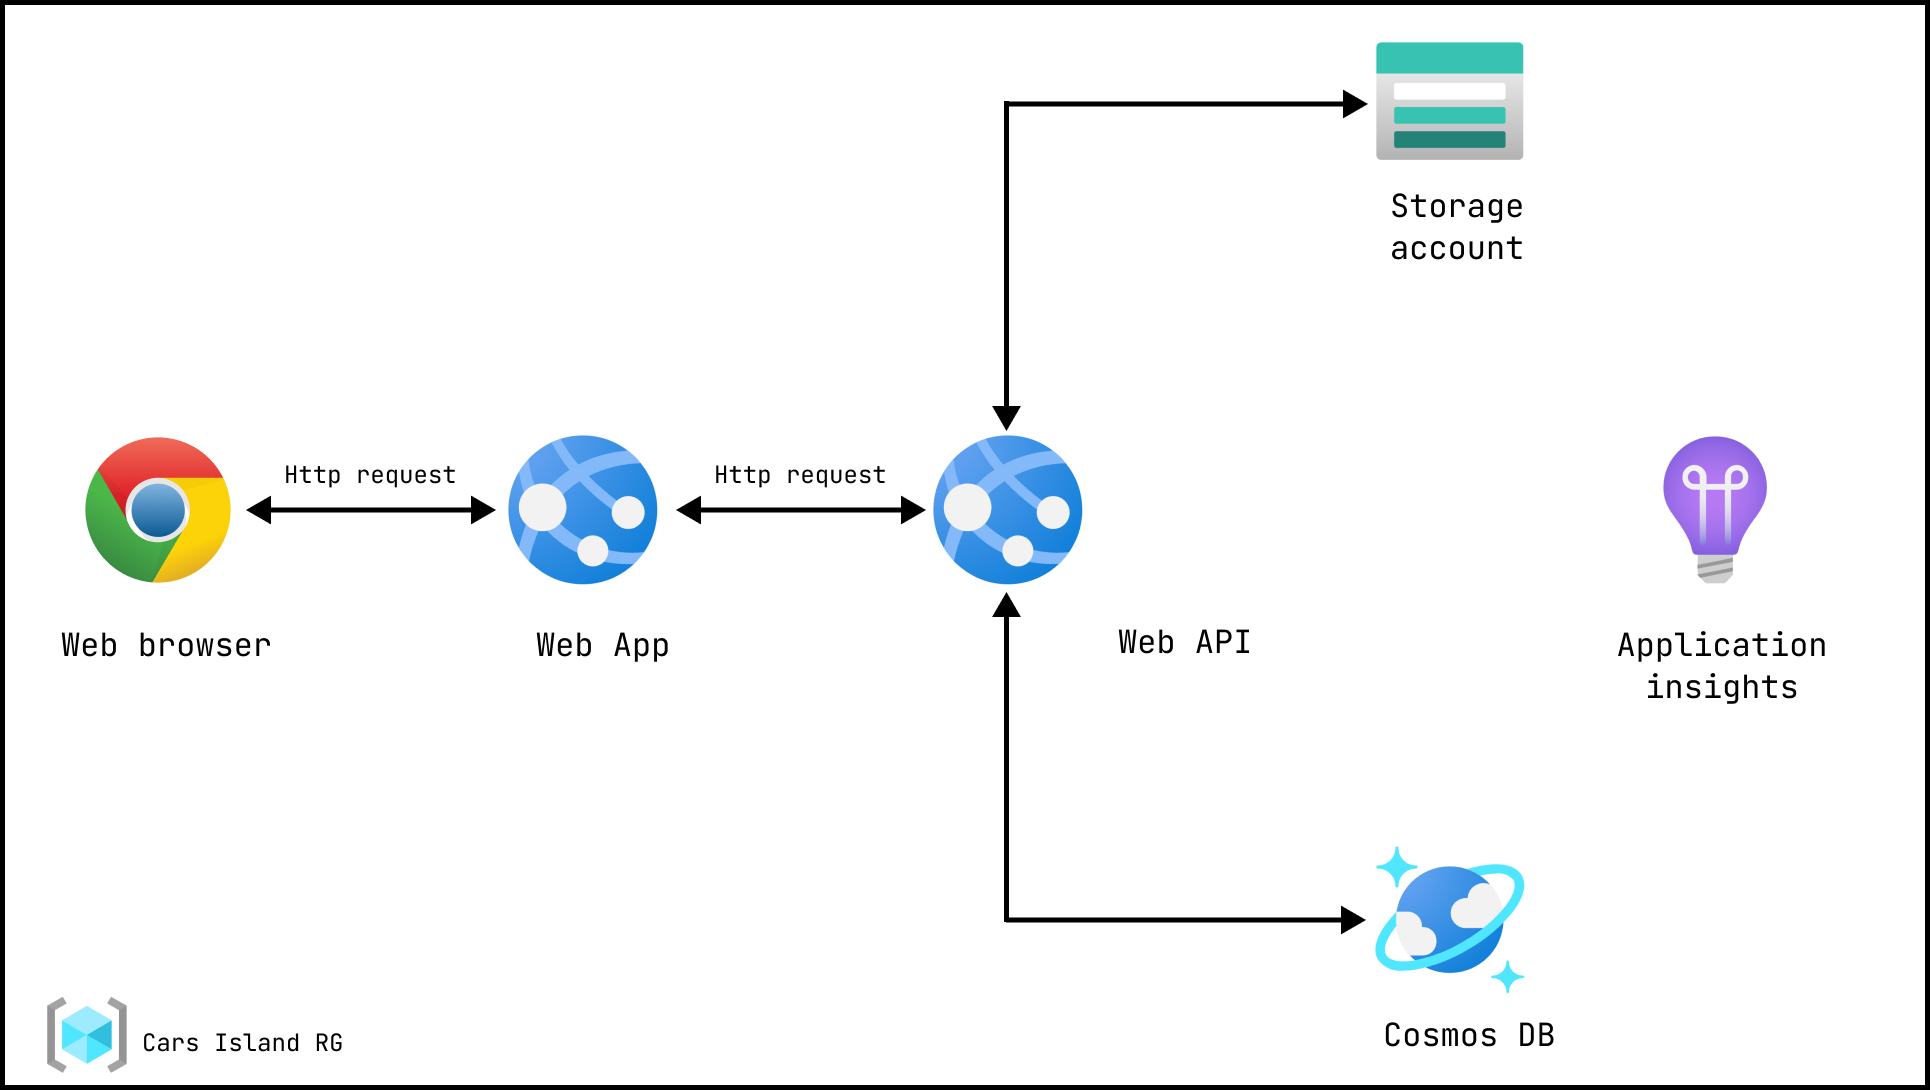 Storage
account
Http request
Http request
Web browser
Web App
Web API
Application
insights
Cosmos DB
Cars Island RG